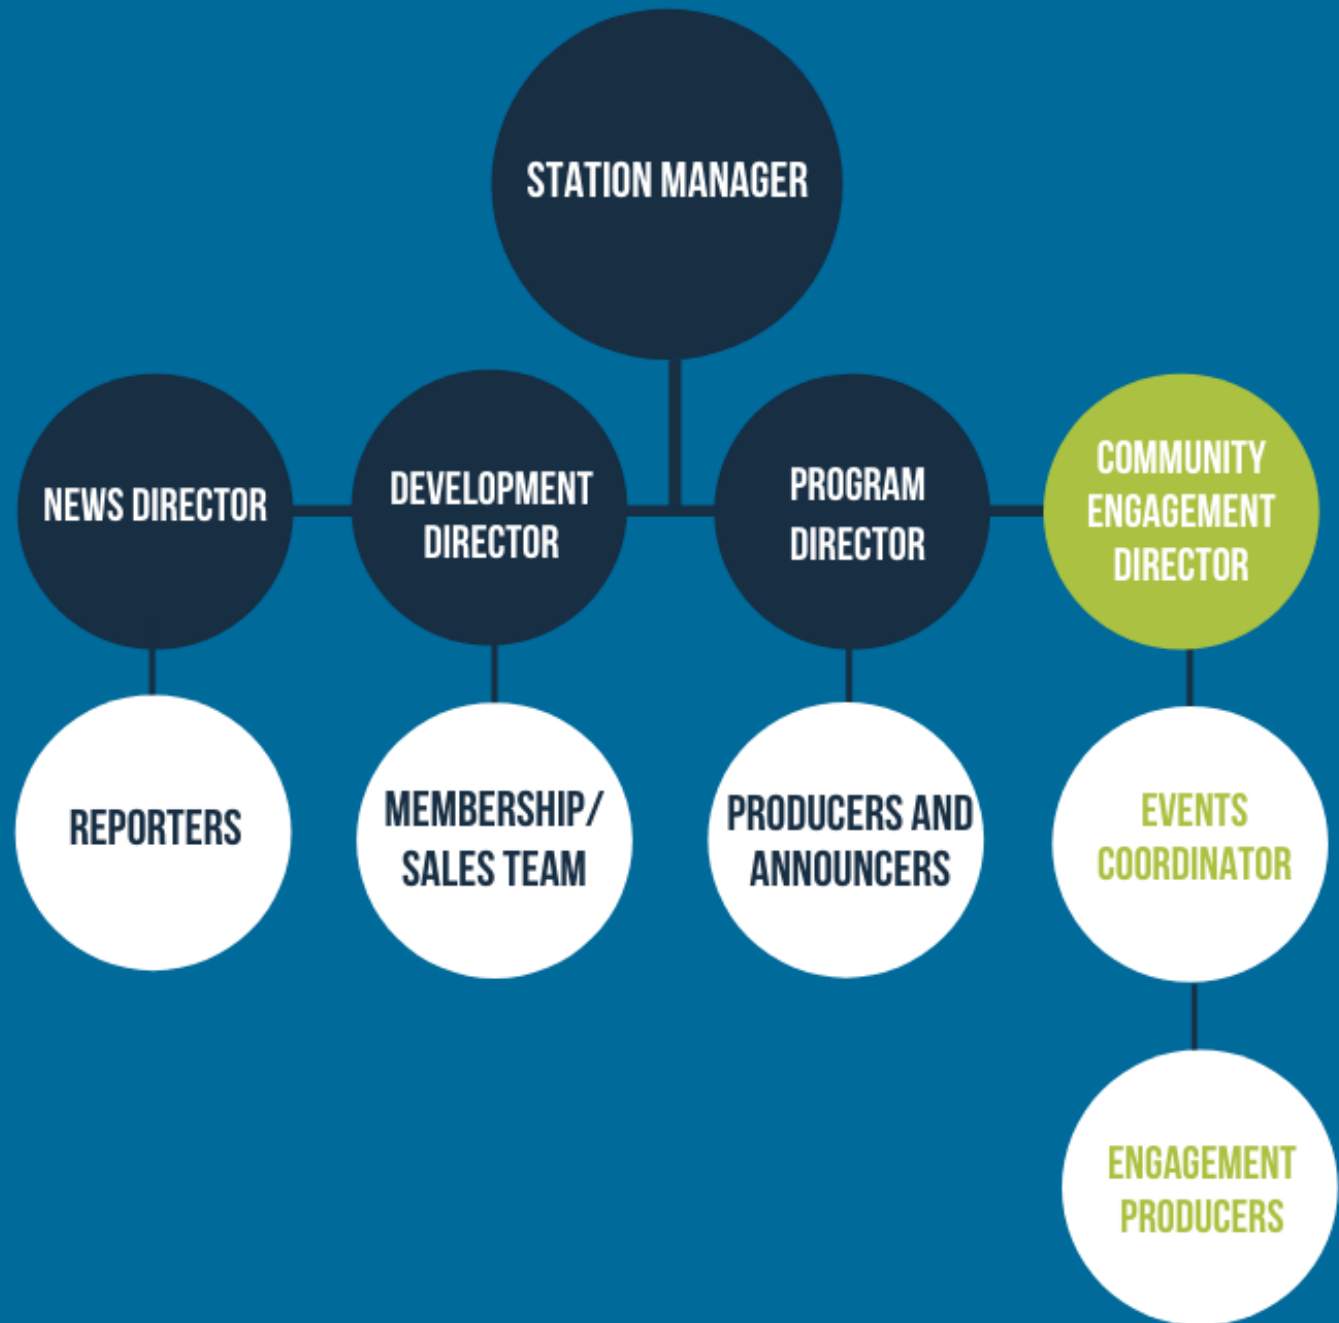 STATION MANAGER
NEWS DIRECTOR
DEVELOPMENT
DIRECTOR
PROGRAM
DIRECTOR
COMMUNITY
ENGAGEMENT
DIRECTOR
REPORTERS
MEMBERSHIP/
SALES TEAM
PRODUCERS AND
ANNOUNCERS
EVENTS
COORDINATOR
ENGAGEMENT
PRODUCERS